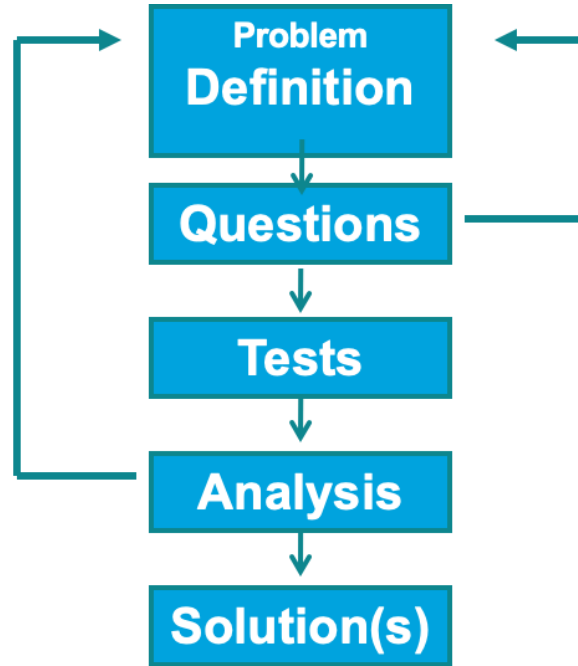 Problem
Definition
Questions
Tests
Analysis
Solution(s)